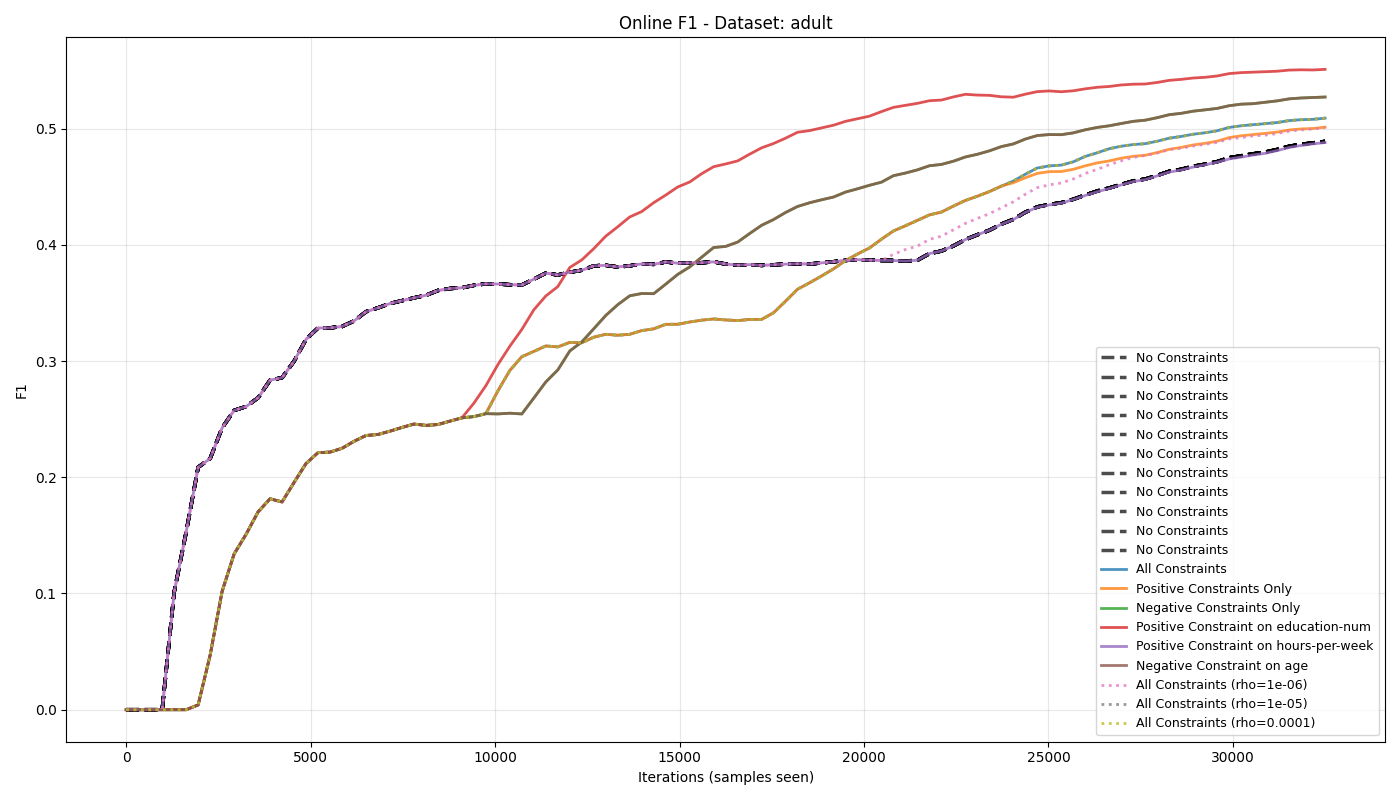 Online F1 - Dataset: adult
F1
0.5
0.4
0.3
0.2
0.1
0.0
No Constraints
No Constraints
No Constraints
No Constraints
No Constraints
No Constraints
No Constraints
No Constraints
No Constraints
No Constraints
No Constraints
All Constraints
Positive Constraints Only
Negative Constraints Only
Positive Constraint on education-num
Positive Constraint on hours-per-week
Negative Constraint on age
All Constraints (rho=1e-06)
All Constraints (rho=1e-05)
All Constraints (rho=0.0001)
0 5000 10000 15000 20000 25000 30000
Iterations (samples seen)